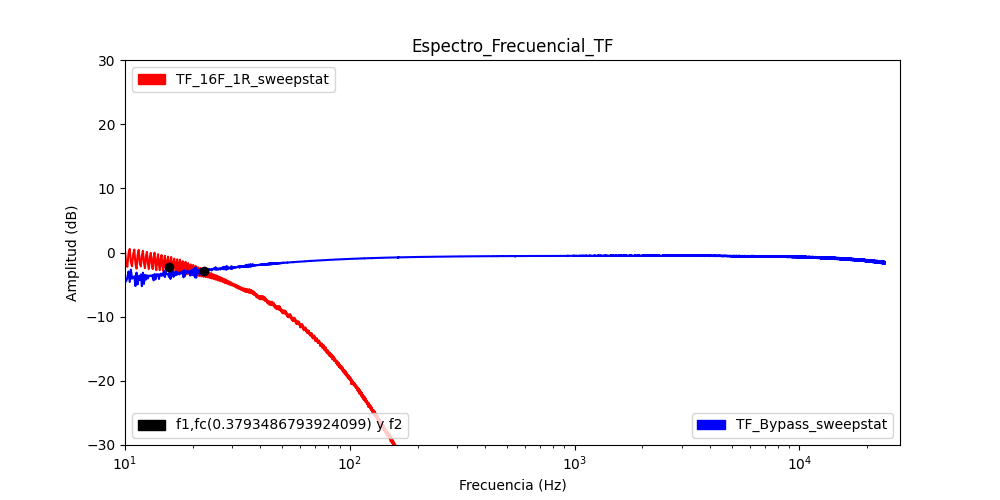 Espectro_Frecuencial_TF
TF_16F_1R_sweepstat
30
20
10
0
−10
−20
−30
Amplitud (dB)
f1,fc(0.3793486793924099) y f2
TF_Bypass_sweepstat
10¹
10²
10³
10⁴
Frecuencia (Hz)